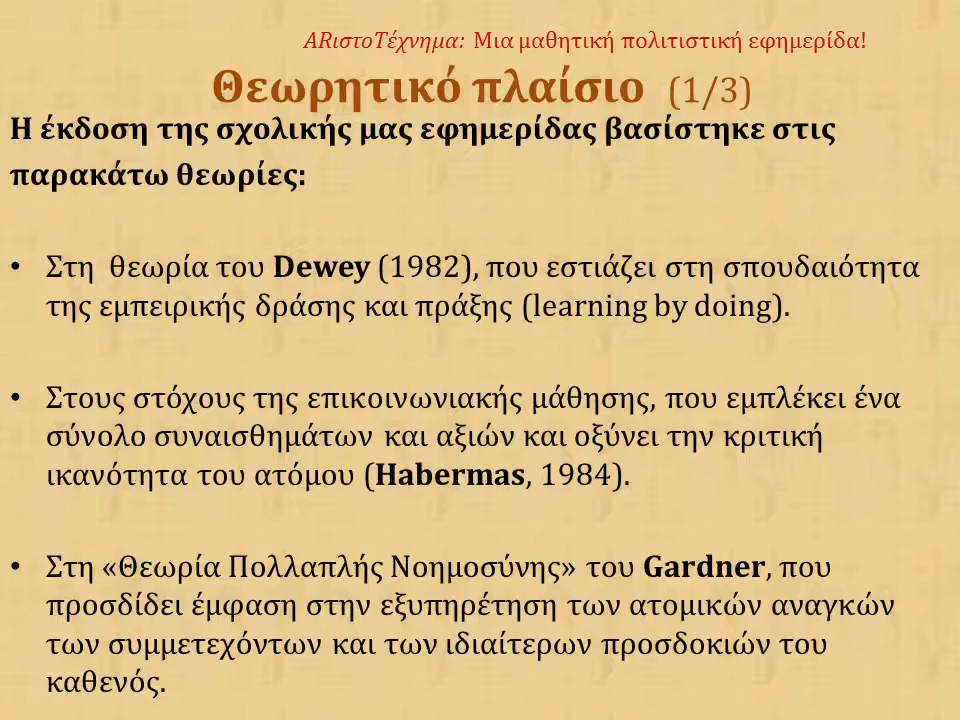 ARιστοΤέχνημα: Μια μαθητική πολιτιστική εφημερίδα!
Θεωρητικό πλαίσιο (1/3)
Η έκδοση της σχολικής μας εφημερίδας βασίστηκε στις
παρακάτω θεωρίες:
• Στη θεωρία του Dewey (1982), που εστιάζει στη σπουδαιότητα
της εμπειρικής δράσης και πράξης (learning by doing).
• Στους στόχους της επικοινωνιακής μάθησης, που εμπλέκει ένα
σύνολο συναισθημάτων και αξιών και οξύνει την κριτική
ικανότητα του ατόμου (Habermas, 1984).
• Στη «Θεωρία Πολλαπλής Νοημοσύνης» του Gardner, που
προσδίδει έμφαση στην εξυπηρέτηση των ατομικών αναγκών
των συμμετεχόντων και των ιδιαίτερων προσδοκιών του
καθενός.